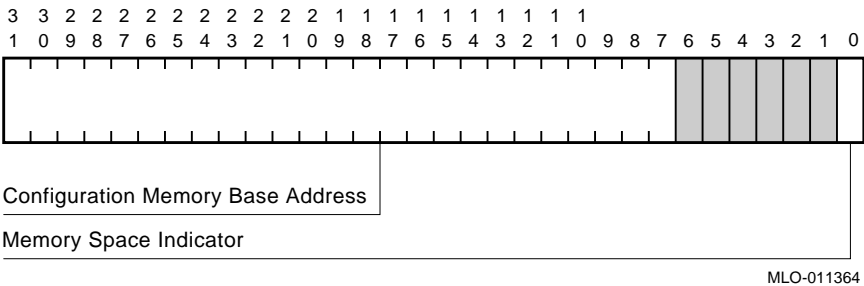 3 3 2 2 2 2 2 2 2 2 2 2 1 1 1 1 1 1 1 1 1 1
1 0 9 8 7 6 5 4 3 2 1 0 9 8 7 6 5 4 3 2 1 0 9 8 7 6 5 4 3 2 1 0
Configuration Memory Base Address
Memory Space Indicator
MLO-011364